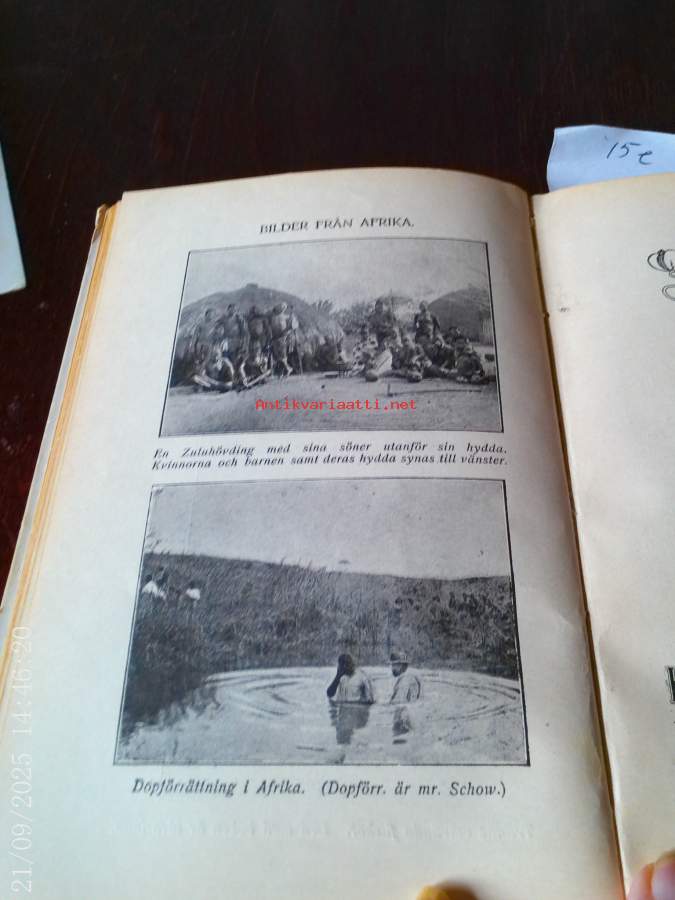 15e
BILDER FRÅN AFRIKA.
Antikvariaatti.net
En Zuluhövding med sina söner utanför sin hydda.
Kvinnorna och barnen samt deras hydda synas till vänster.
Dopförrättning i Afrika. (Dopförr. är mr. Schow.)
21/09/2025 14:46:20